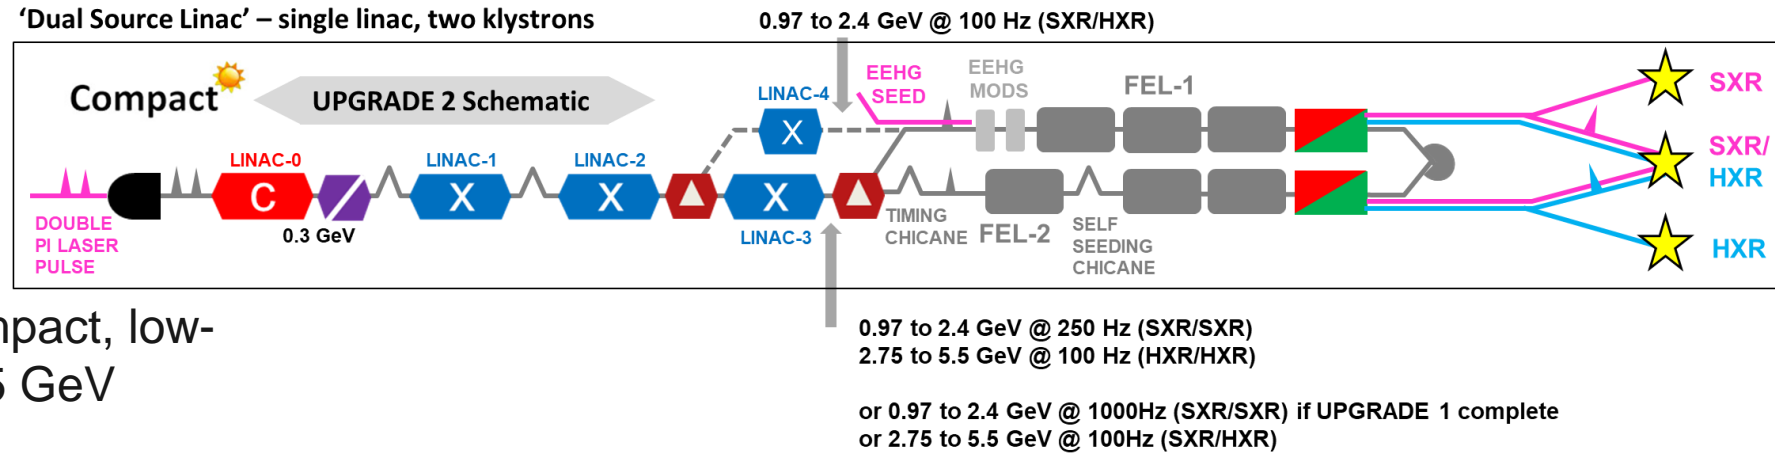 ‘Dual Source Linac’ – single linac, two klystrons
0.97 to 2.4 GeV @ 100 Hz (SXR/HXR)
Compact
UPGRADE 2 Schematic
LINAC-4
X
EEHG
SEED
EEHG
MODS
FEL-1
SXR
SXR/
HXR
HXR
LINAC-0
C
LINAC-1
X
LINAC-2
X
X
LINAC-3
DOUBLE
PI LASER
PULSE
0.3 GeV
TIMING
CHICANE
FEL-2
SELF
SEEDING
CHICANE
0.97 to 2.4 GeV @ 250 Hz (SXR/SXR)
2.75 to 5.5 GeV @ 100 Hz (HXR/HXR)
or 0.97 to 2.4 GeV @ 1000Hz (SXR/SXR) if UPGRADE 1 complete
or 2.75 to 5.5 GeV @ 100Hz (SXR/HXR)
low-
GeV